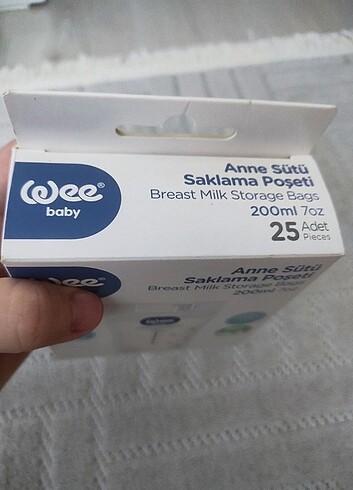 wee®
baby
Anne Sütü
Saklama Poşeti
Breast Milk Storage Bags
200ml 7oz
25 Adet
Pieces
wee®
Anne Sütü
Saklama Poşeti
Breast Milk Storage Bags
200ml 7oz
wee